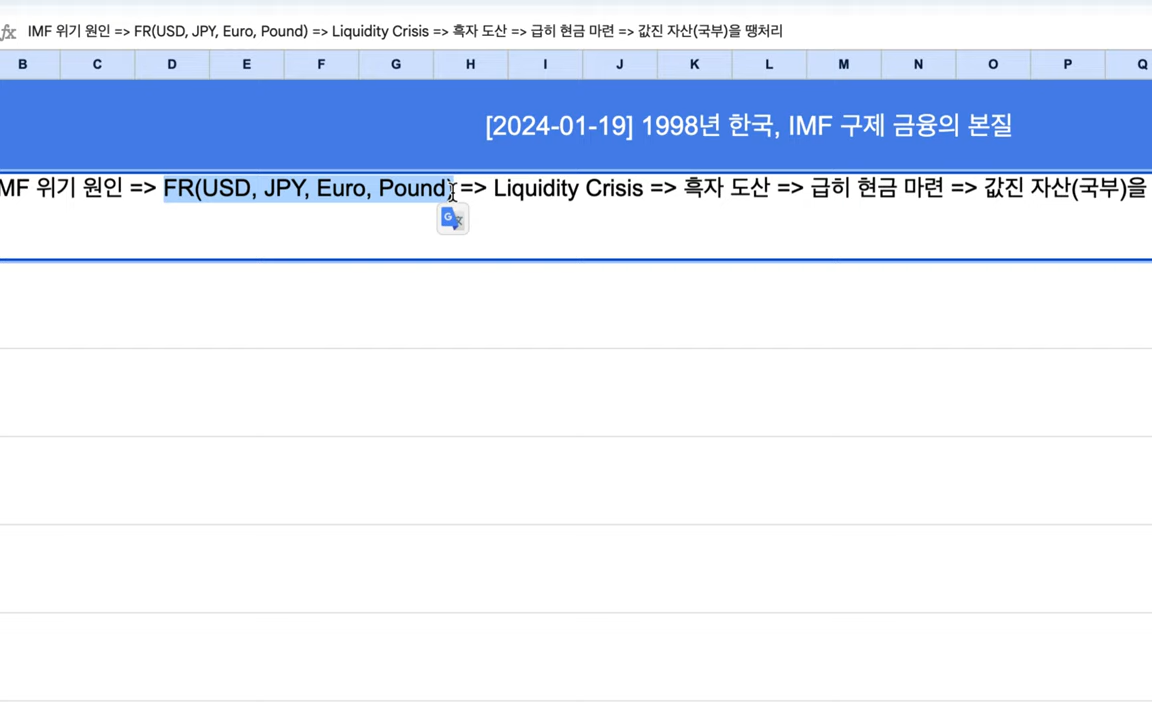 fx IMF 위기 원인 => FR(USD, JPY, Euro, Pound) => Liquidity Crisis => 흑자 도산 => 급히 현금 마련 => 값진 자산(국부)을 땡처리
B C D E F G H I J K L M N O P Q
[2024-01-19] 1998년 한국, IMF 구제 금융의 본질
MF 위기 원인 => FR(USD, JPY, Euro, Pound) => Liquidity Crisis => 흑자 도산 => 급히 현금 마련 => 값진 자산(국부)을
G